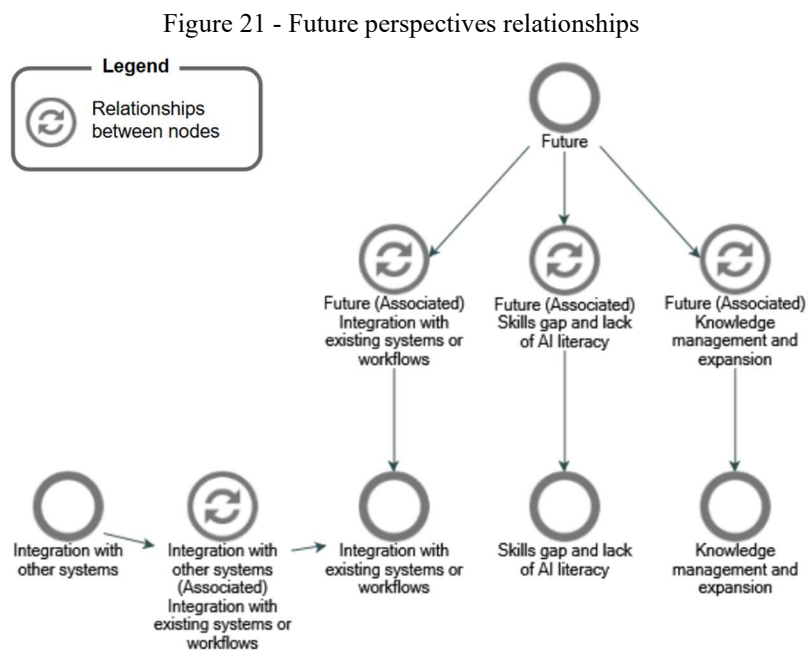 Figure 21 - Future perspectives relationships
Legend
Relationships
between nodes
Future
Future (Associated)
Integration with
existing systems or
workflows
Future (Associated)
Skills gap and lack
of AI literacy
Future (Associated)
Knowledge
management and
expansion
Integration with
other systems
Integration with
other systems
(Associated)
Integration with
existing systems or
workflows
Integration with
existing systems or
workflows
Skills gap and lack
of AI literacy
Knowledge
management and
expansion